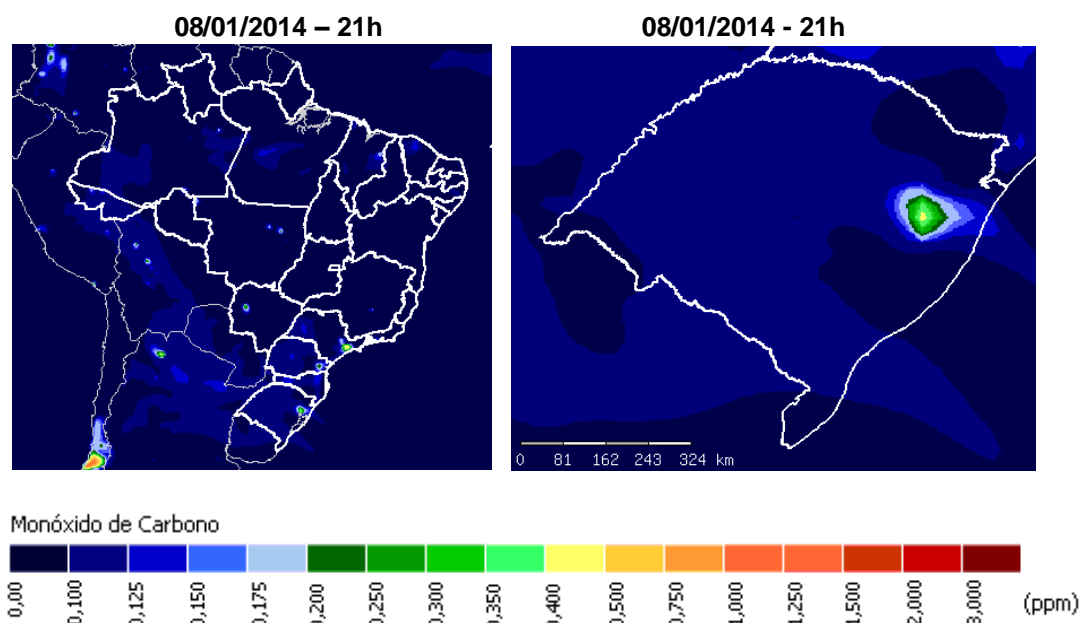 08/01/2014 – 21h
08/01/2014 - 21h
0 81 162 243 324 km
Monóxido de Carbono
0,00 0,100 0,125 0,150 0,175 0,200 0,250 0,300 0,350 0,400 0,500 0,750 1,000 1,250 1,500 2,000 3,000 (ppm)